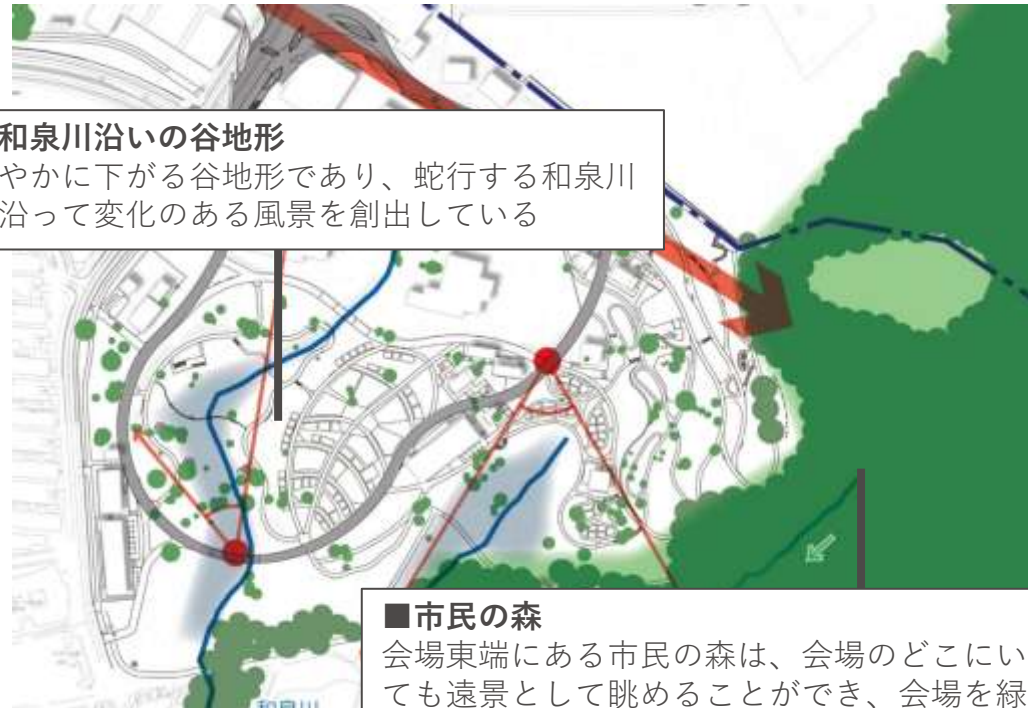 和泉川沿いの谷地形
やかに下がる谷地形であり、蛇行する和泉川
沿って変化のある風景を創出している
■市民の森
会場東端にある市民の森は、会場のどこにい
ても遠景として眺めることができ、会場を緑
和泉川